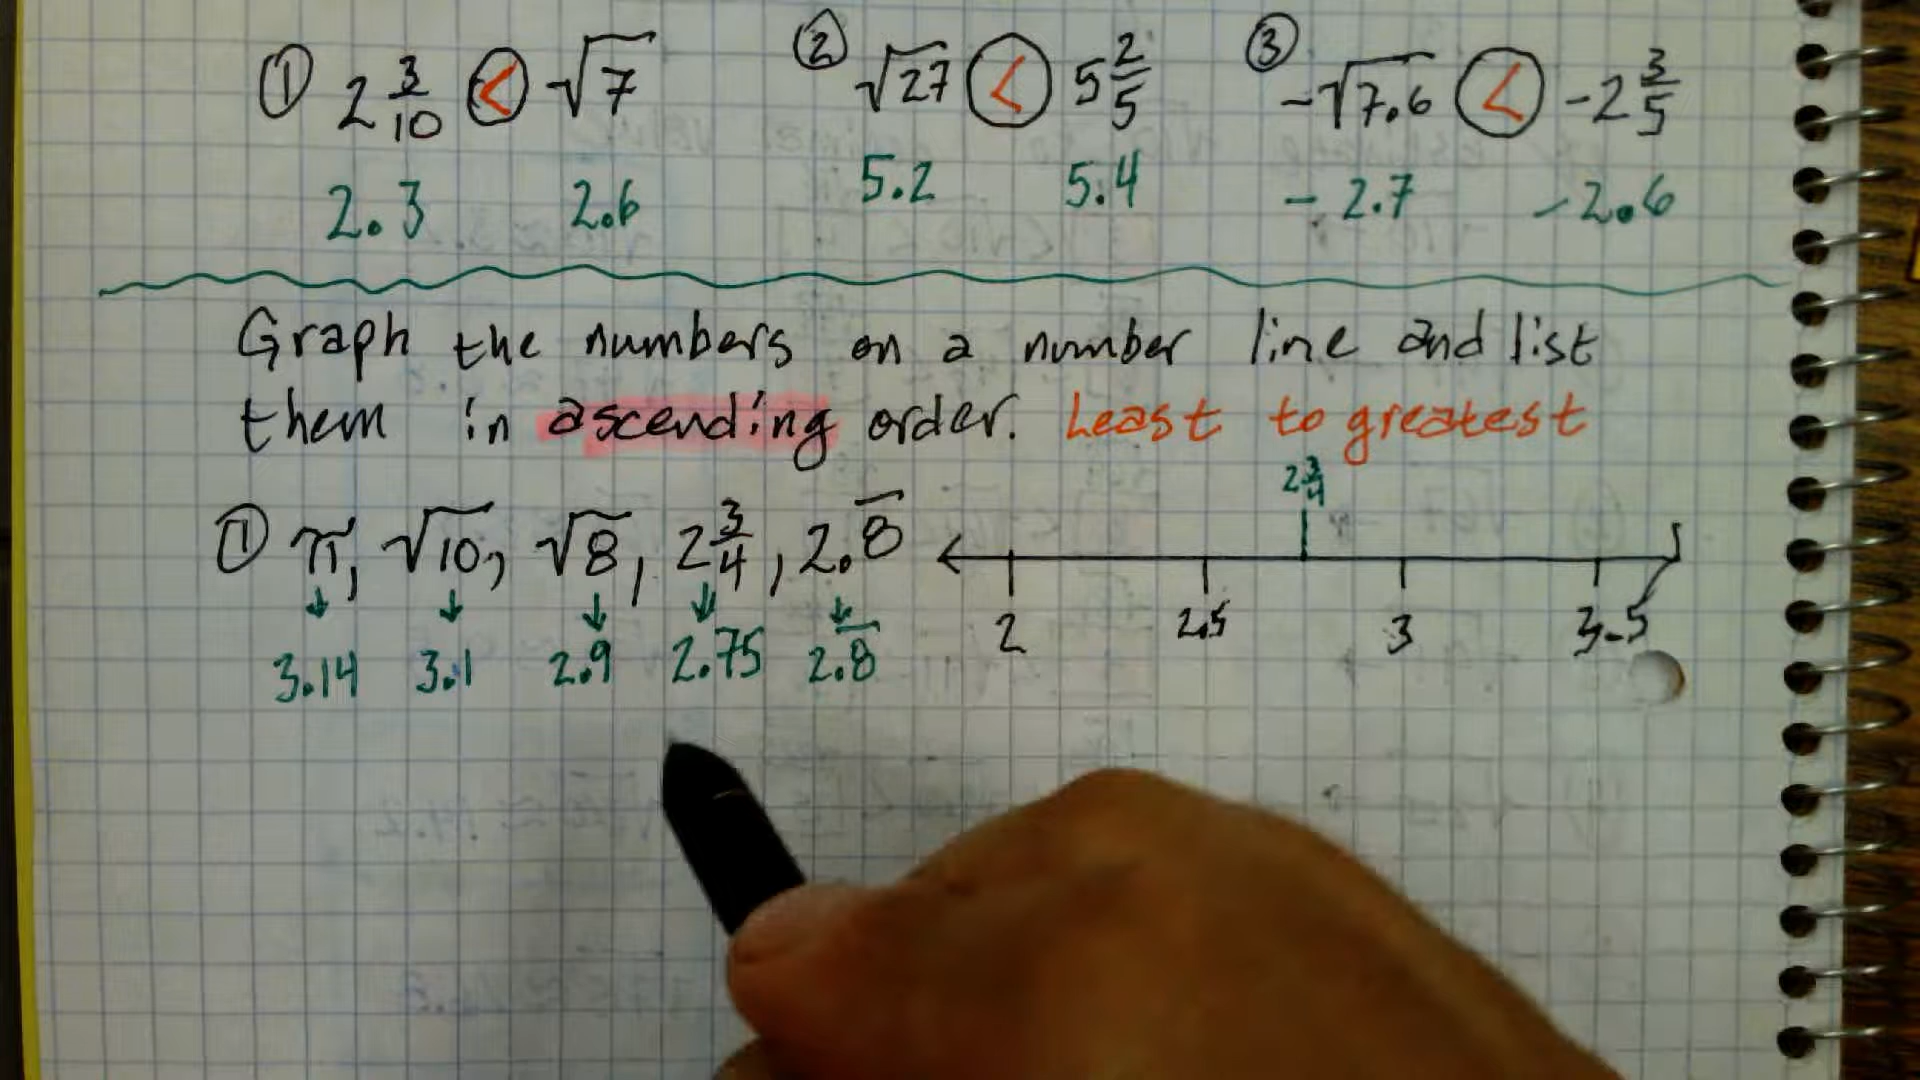 ① 2 3/10 < √7 ② √27 < 5 2/5 ③ -√7.6 < -2 3/5
2.3 2.6 5.2 5.4 - 2.7 -2.6
Graph the numbers on a number line and list
them in ascending order. Least to greatest
2 3/4
① π, √10, √8, 2 3/4, 2.8̅
2 2.5 3 3.5
3.14 3.1 2.9 2.75 2.8̅